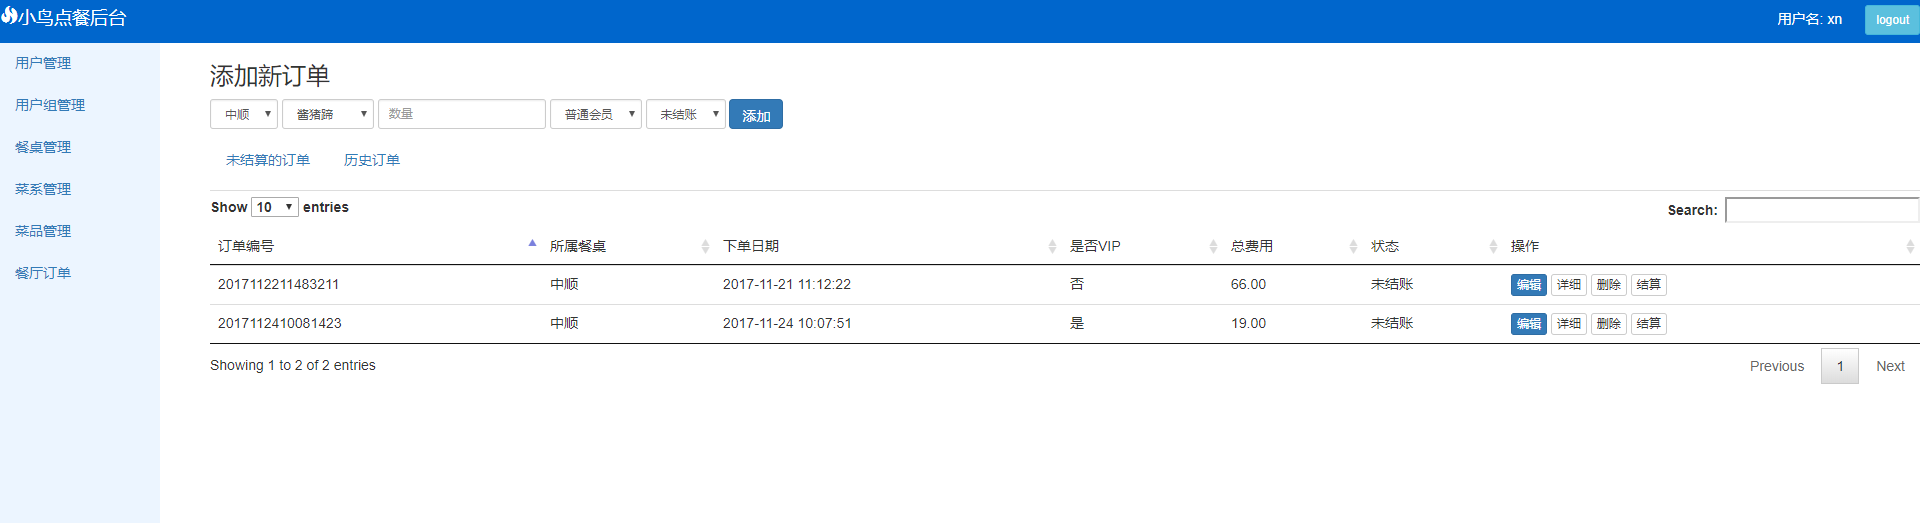 小鸟点餐后台
用户名: xn
logout
用户管理
用户组管理
餐桌管理
菜系管理
菜品管理
餐厅订单
添加新订单
中顺 酱猪蹄 数量 普通会员 未结账 添加
未结算的订单 历史订单
Show 10 entries
Search:
订单编号 所属餐桌 下单日期 是否VIP 总费用 状态 操作
2017112211483211 中顺 2017-11-21 11:12:22 否 66.00 未结账 编辑 详细 删除 结算
2017112410081423 中顺 2017-11-24 10:07:51 是 19.00 未结账 编辑 详细 删除 结算
Showing 1 to 2 of 2 entries
Previous 1 Next